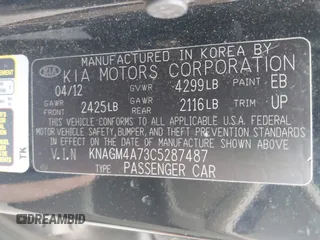 MANUFACTURED IN KOREA BY
KIA KIA MOTORS CORPORATION
04/12 GVWR 4299LB PAINT EB
GAWR FRONT 2425LB GAWR REAR 2116LB TRIM UP
THIS VEHICLE CONFORMS TO ALL APPLICABLE U.S. FEDERAL
MOTOR VEHICLE SAFETY, BUMPER, AND THEFT PREVENTION STANDARDS
IN EFFECT ON THE DATE OF MANUFACTURE SHOWN ABOVE.
V.I.N KNAGM4A73C5287487
TYPE: PASSENGER CAR
TK
© DREAMBID